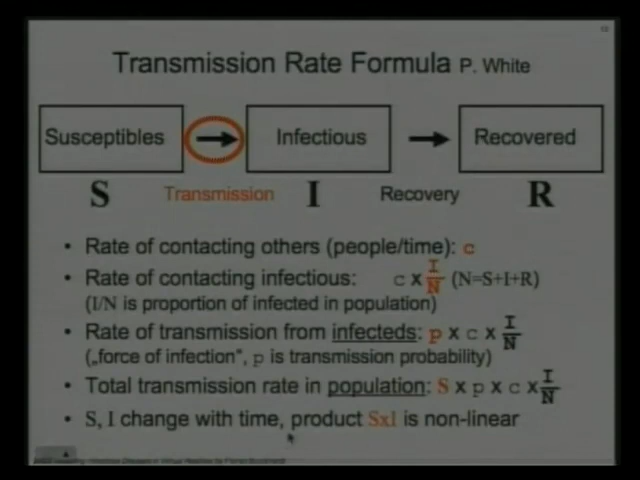 Transmission Rate Formula P. White
Susceptibles Infectious Recovered
S Transmission I Recovery R
• Rate of contacting others (people/time): c
• Rate of contacting infectious: c x I/N (N=S+I+R)
(I/N is proportion of infected in population)
• Rate of transmission from infecteds: p x c x I/N
(„force of infection", p is transmission probability)
• Total transmission rate in population: S x p x c x I/N
• S, I change with time, product SxI is non-linear